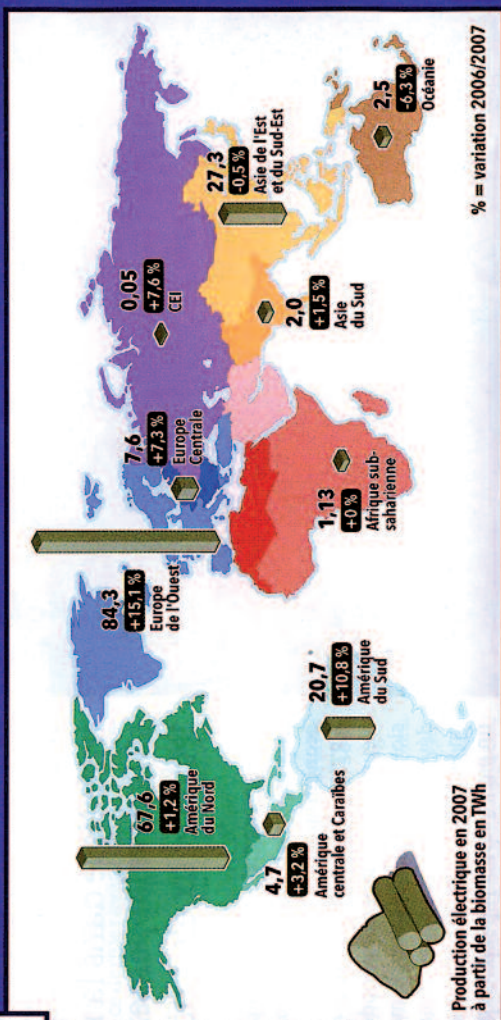 67,6
+1,2 %
Amérique
du Nord
4,7
+3,2 %
Amérique
centrale et Caraïbes
20,7
+10,8 %
Amérique
du Sud
84,3
+15,1 %
Europe
de l'Ouest
7,6
+7,3 %
Europe
Centrale
0,05
+7,6 %
CEI
1,13
+0 %
Afrique sub-
saharienne
2,0
+1,5 %
Asie
du Sud
27,3
-0,5 %
Asie de l'Est
et du Sud-Est
2,5
-6,3 %
Océanie
Production électrique en 2007
à partir de la biomasse en TWh
% = variation 2006/2007